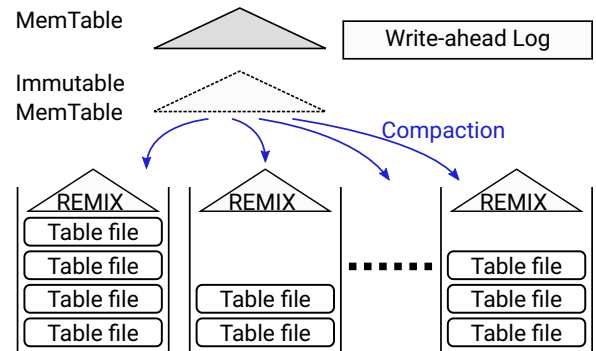 MemTable
Write-ahead Log
Immutable
MemTable
Compaction
REMIX
REMIX
REMIX
Table file
Table file
Table file
Table file
Table file
Table file
Table file
Table file
Table file